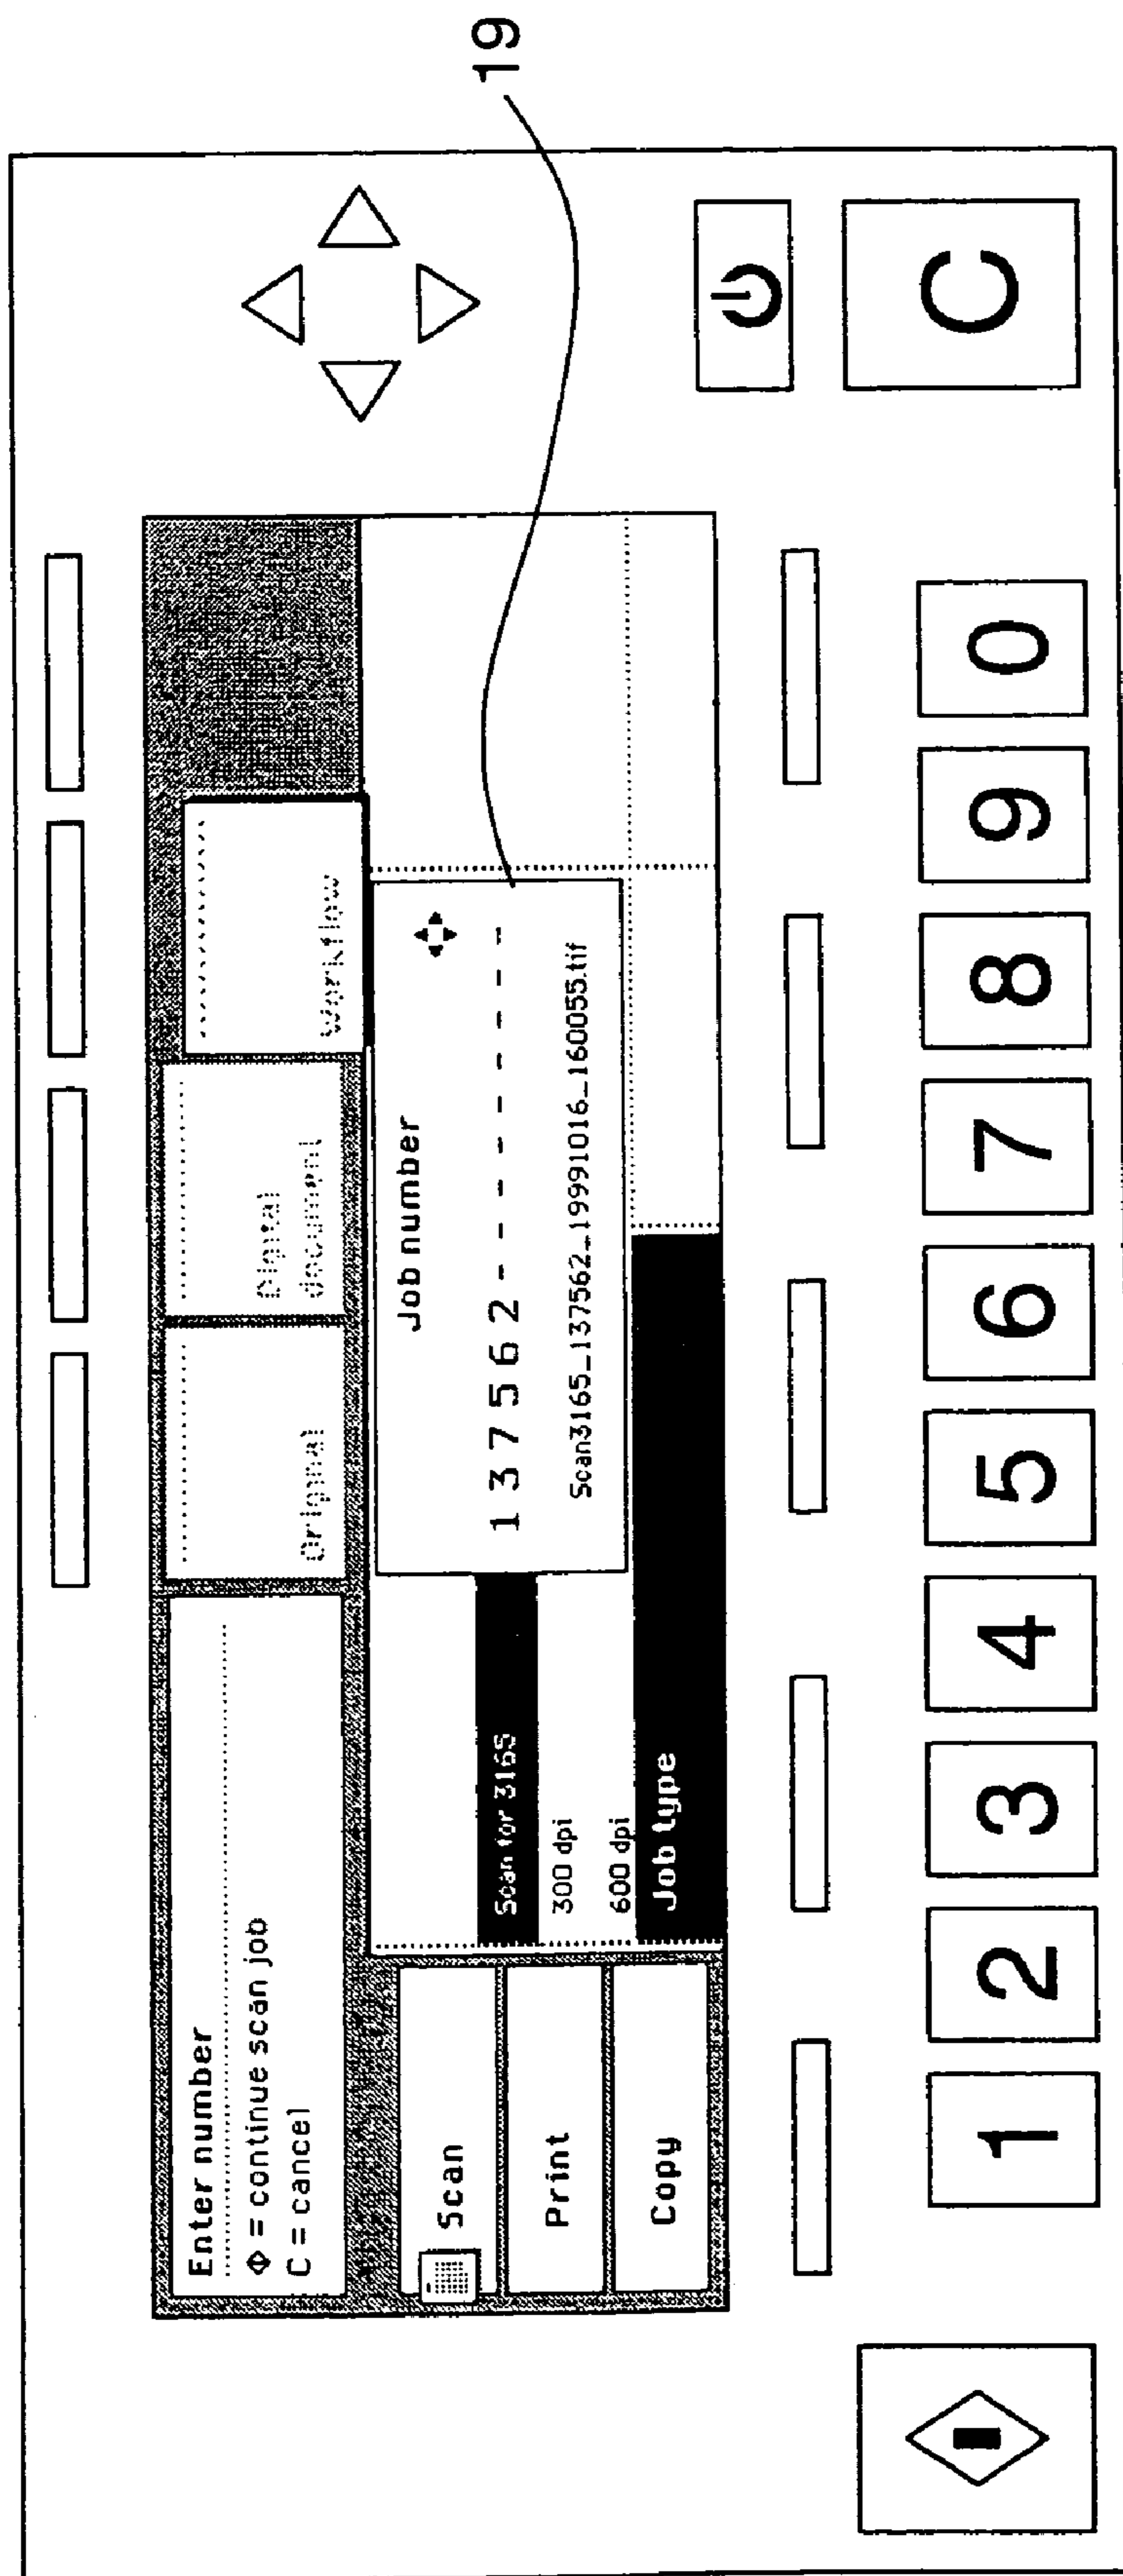 19
Enter number
= continue scan job
C = cancel
Original
Digital
document
Workflow
Scan
Print
Copy
Scan for 3165
300 dpi
600 dpi
Job type
Job number
1 3 7 5 6 2 - - - - - - - - -
Scan3165_137562_19991016_160055.tif
1 2 3 4 5 6 7 8 9 0
C